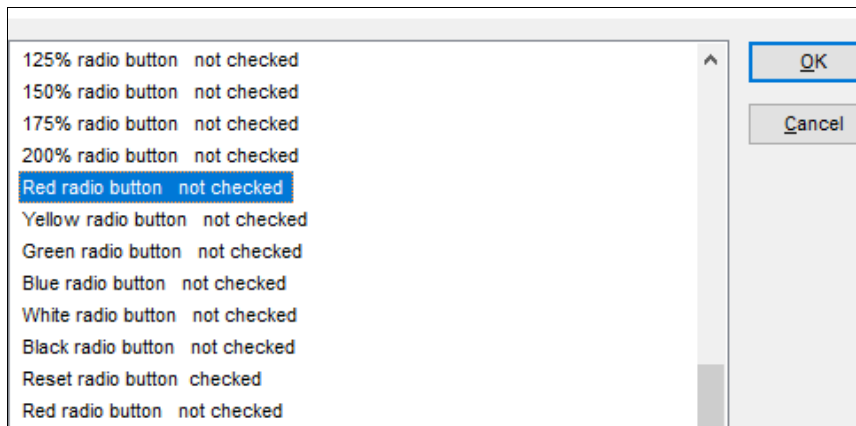 125% radio button   not checked
150% radio button   not checked
175% radio button   not checked
200% radio button   not checked
Red radio button   not checked
Yellow radio button   not checked
Green radio button   not checked
Blue radio button   not checked
White radio button   not checked
Black radio button   not checked
Reset radio button  checked
Red radio button   not checked
OK
Cancel